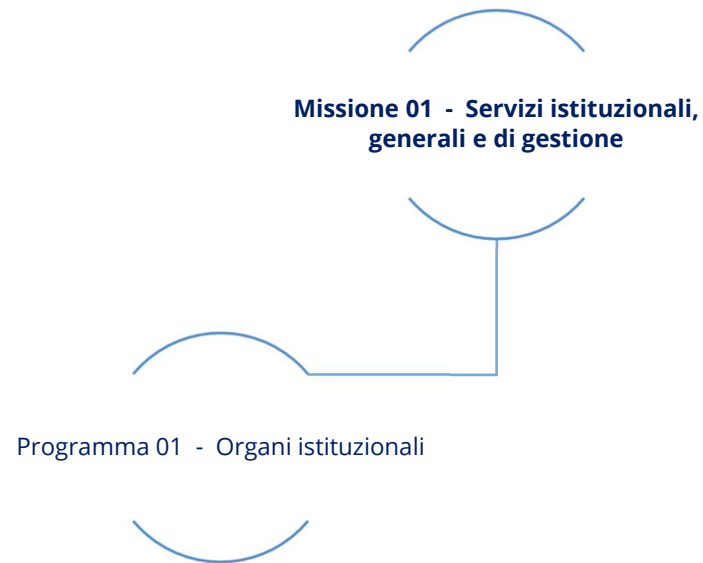 Missione 01 - Servizi istituzionali,
generali e di gestione
Programma 01 - Organi istituzionali